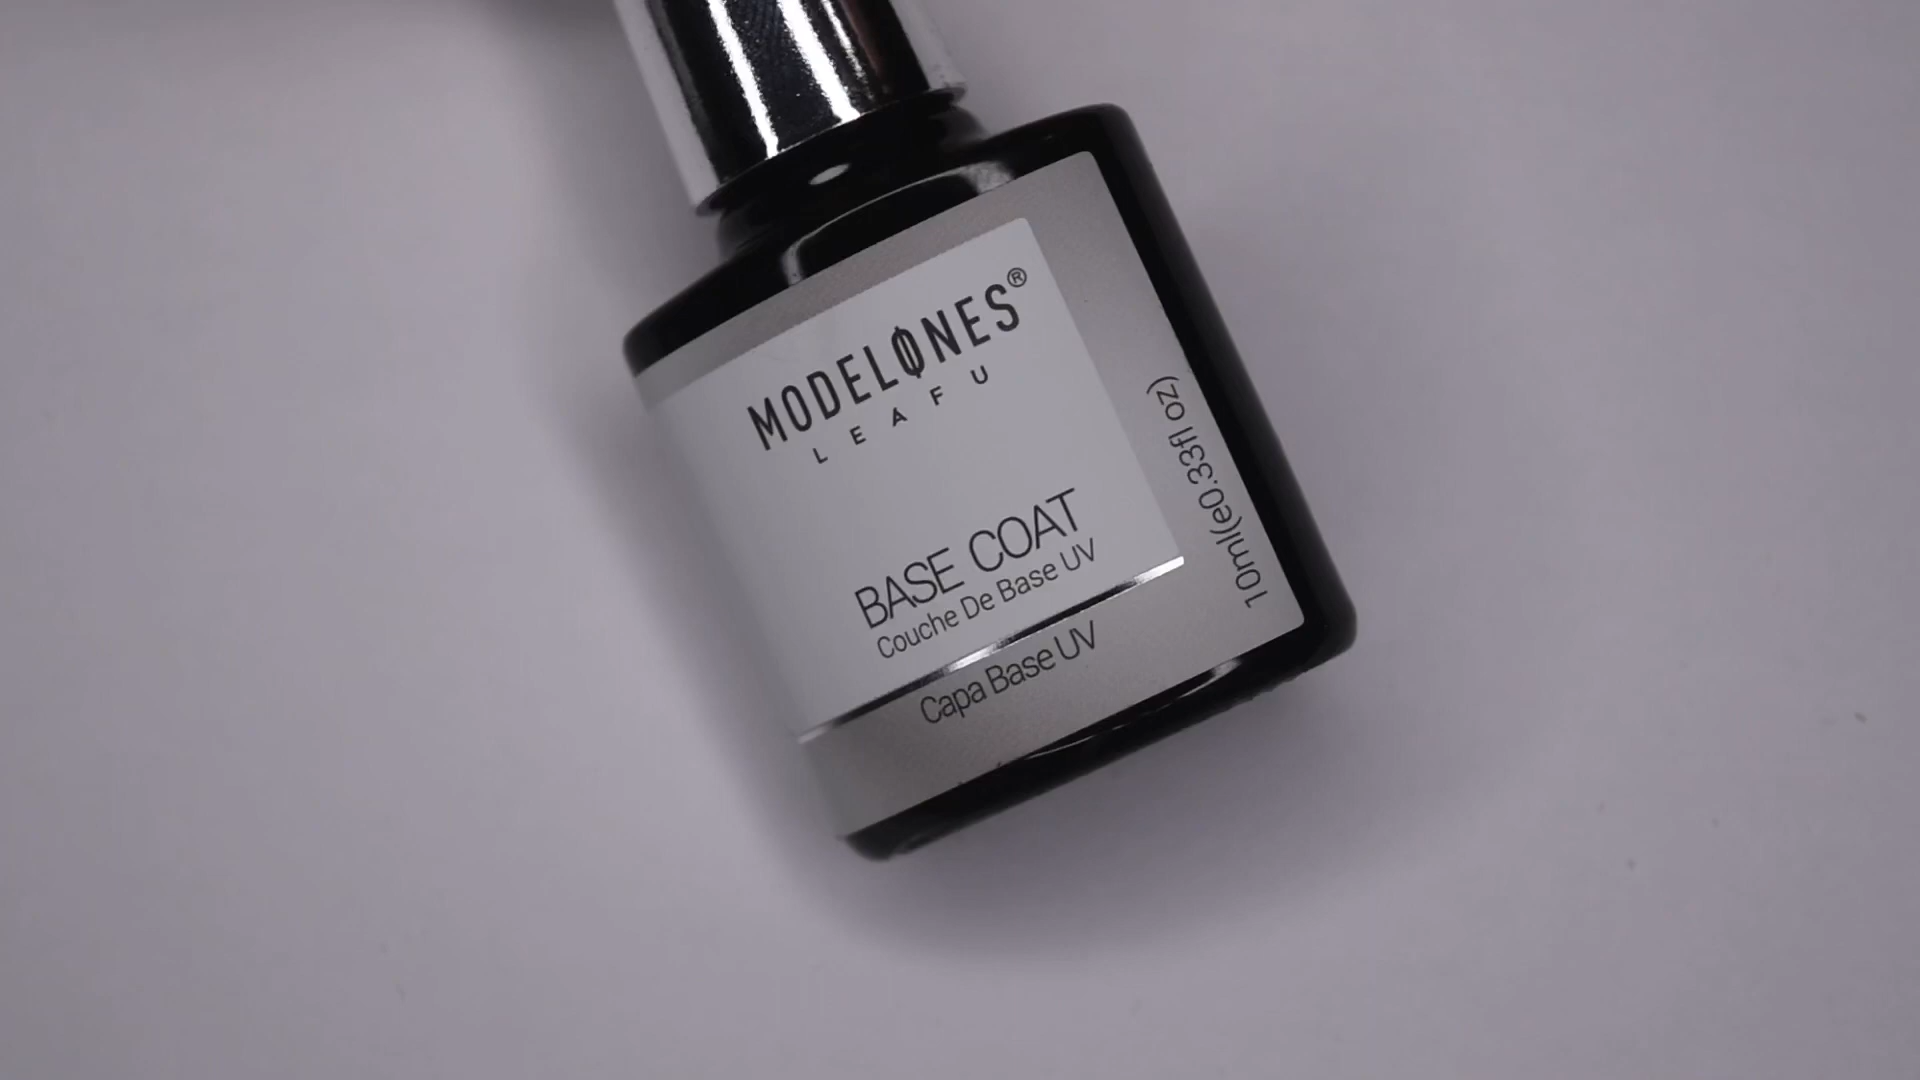 MODELONES®
LEAFU
BASE COAT
Couche De Base UV
Capa Base UV
10ml(e0.33fl oz)